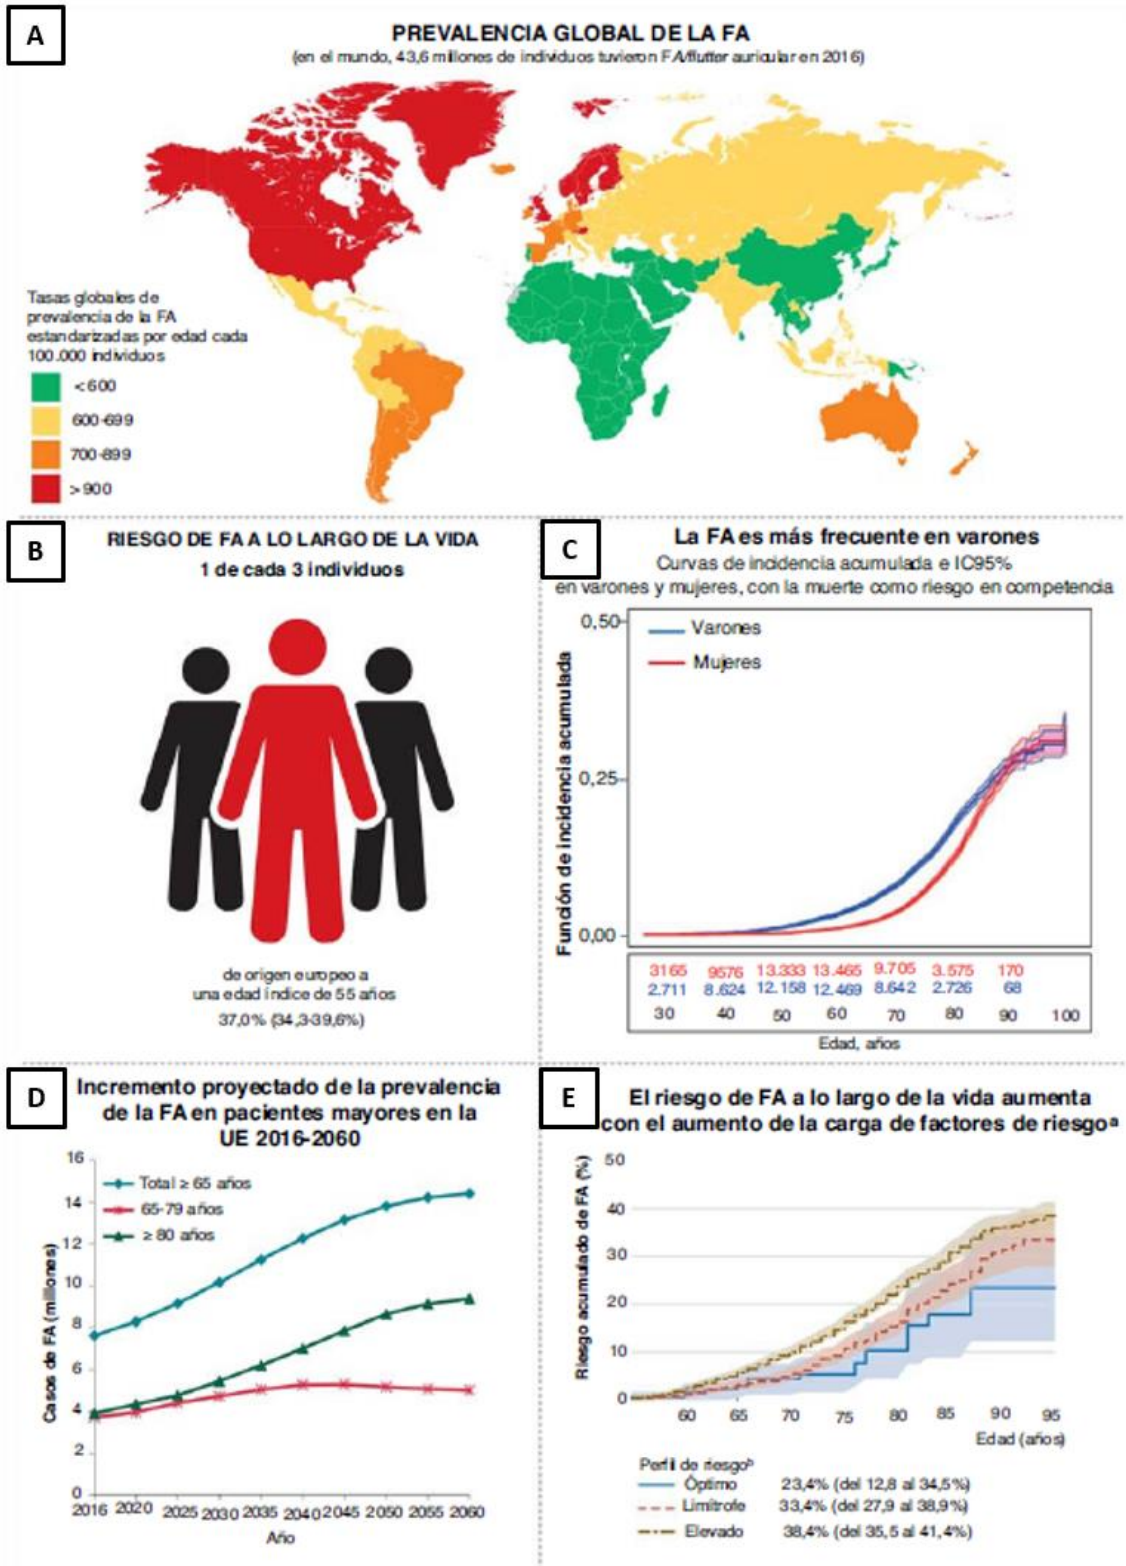 A
PREVALENCIA GLOBAL DE LA FA
(en el mundo, 43,6 millones de individuos tuvieron FA/flutter auricular en 2016)
Tasas globales de
prevalencia de la FA
estandarizadas por edad cada
100.000 individuos
<600
600-699
700-899
>900
B
RIESGO DE FA A LO LARGO DE LA VIDA
1 de cada 3 individuos
de origen europeo a
una edad índice de 55 años
37,0% (34,3-39,6%)
C
La FA es más frecuente en varones
Curvas de incidencia acumulada e IC95%
en varones y mujeres, con la muerte como riesgo en competencia
Función de incidencia acumulada
0,50
0,25
0,00
Varones
Mujeres
3165 9576 13.333 13.465 9.705 3.575 170
2.711 8.624 12.158 12.469 8.642 2.726 68
30 40 50 60 70 80 90 100
Edad, años
D
Incremento proyectado de la prevalencia
de la FA en pacientes mayores en la
UE 2016-2060
Casos de FA (millones)
16
14
12
10
8
6
4
2
0
Total ≥ 65 años
65-79 años
≥ 80 años
2016 2020 2025 2030 2035 2040 2045 2050 2055 2060
Año
E
El riesgo de FA a lo largo de la vida aumenta
con el aumento de la carga de factores de riesgoª
Riesgo acumulado de FA (%)
50
40
30
20
10
0
60 65 70 75 80 85 90 95
Edad (años)
Perfil de riesgoᵇ
Óptimo 23,4% (del 12,8 al 34,5%)
Limítrofe 33,4% (del 27,9 al 38,9%)
Elevado 38,4% (del 35,5 al 41,4%)